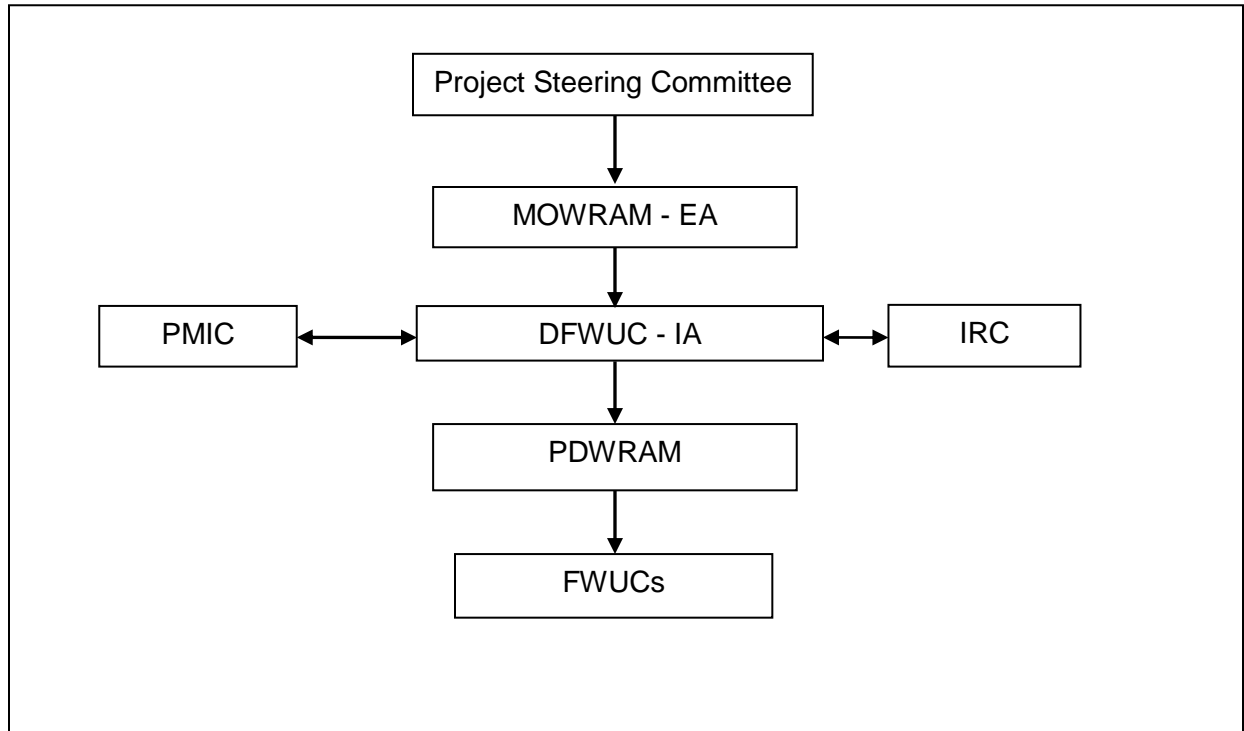 Project Steering Committee
MOWRAM - EA
PMIC
DFWUC - IA
IRC
PDWRAM
FWUCs